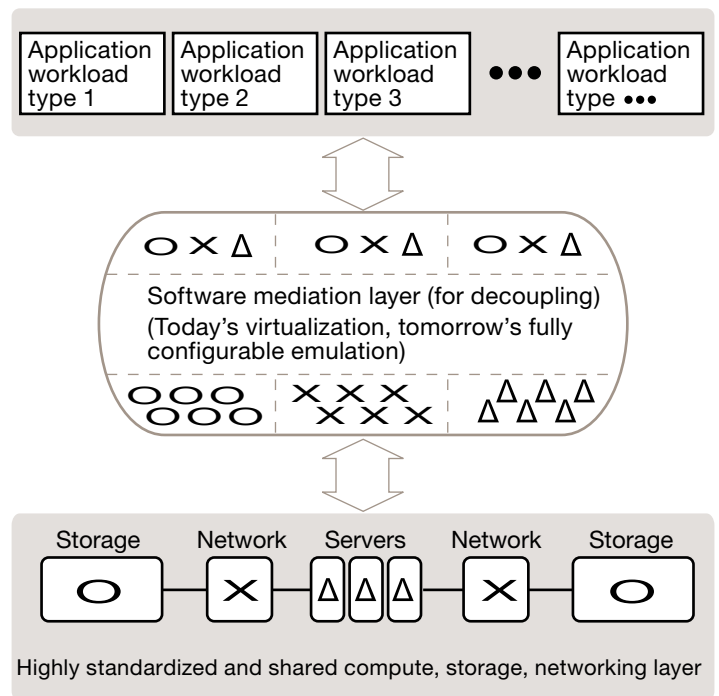 Application workload type 1
Application workload type 2
Application workload type 3
•••
Application workload type •••
O X Δ
O X Δ
O X Δ
Software mediation layer (for decoupling)
(Today's virtualization, tomorrow's fully
configurable emulation)
O O O
O O O
X X X
X X X
Δ Δ Δ
Δ Δ Δ
Storage
Network
Servers
Network
Storage
O
X
Δ Δ Δ
X
O
Highly standardized and shared compute, storage, networking layer